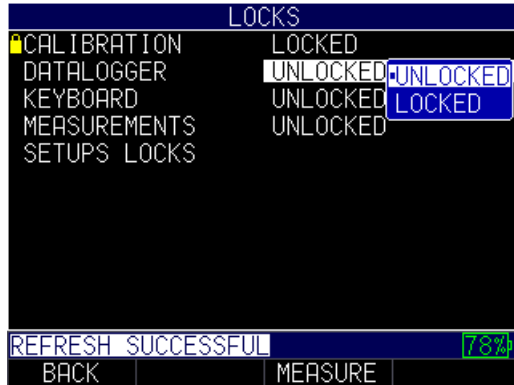 LOCKS
CALIBRATION LOCKED
DATALOGGER UNLOCKED UNLOCKED
KEYBOARD UNLOCKED LOCKED
MEASUREMENTS UNLOCKED
SETUPS LOCKS
REFRESH SUCCESSFUL 78%
BACK MEASURE